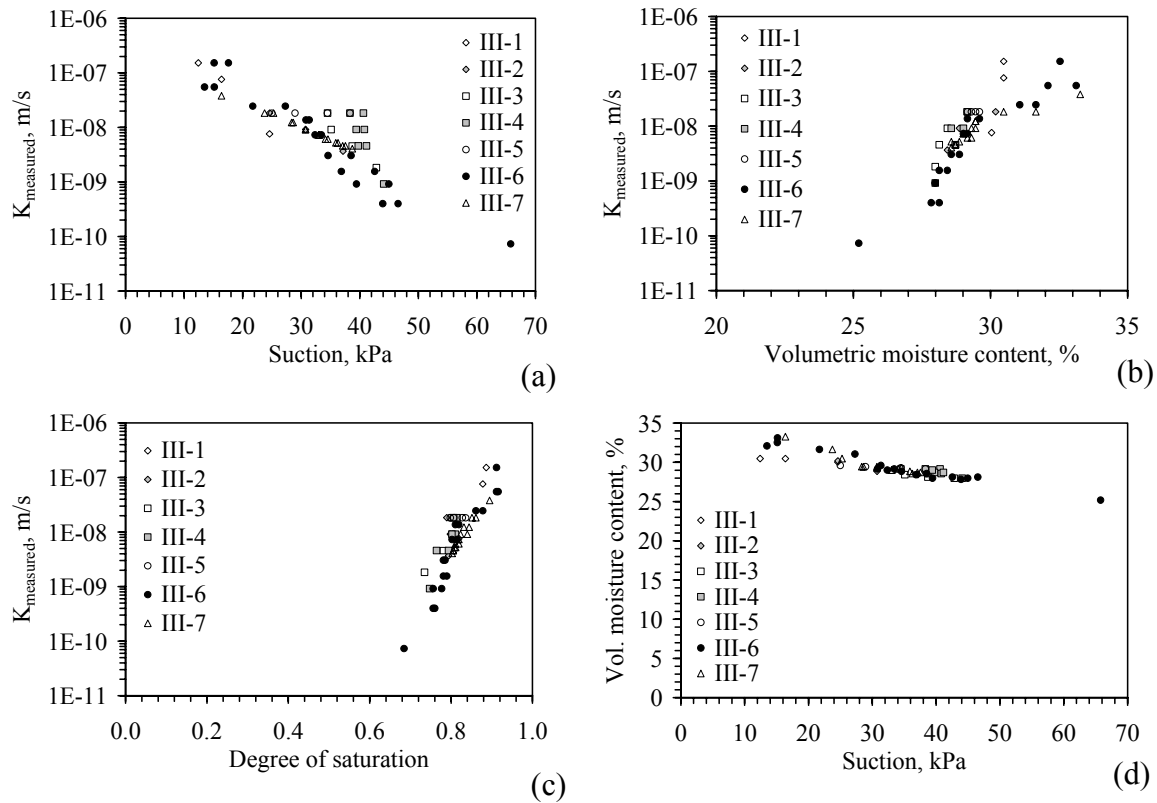 1E-06
1E-07
1E-08
1E-09
1E-10
1E-11
K measured, m/s
0 10 20 30 40 50 60 70
Suction, kPa
III-1
III-2
III-3
III-4
III-5
III-6
III-7
(a)
1E-06
1E-07
1E-08
1E-09
1E-10
1E-11
K measured, m/s
20 25 30 35
Volumetric moisture content, %
III-1
III-2
III-3
III-4
III-5
III-6
III-7
(b)
1E-06
1E-07
1E-08
1E-09
1E-10
1E-11
K measured, m/s
0.0 0.2 0.4 0.6 0.8 1.0
Degree of saturation
III-1
III-2
III-3
III-4
III-5
III-6
III-7
(c)
35
30
25
20
15
10
5
0
Vol. moisture content, %
0 10 20 30 40 50 60 70
Suction, kPa
III-1
III-2
III-3
III-4
III-5
III-6
III-7
(d)